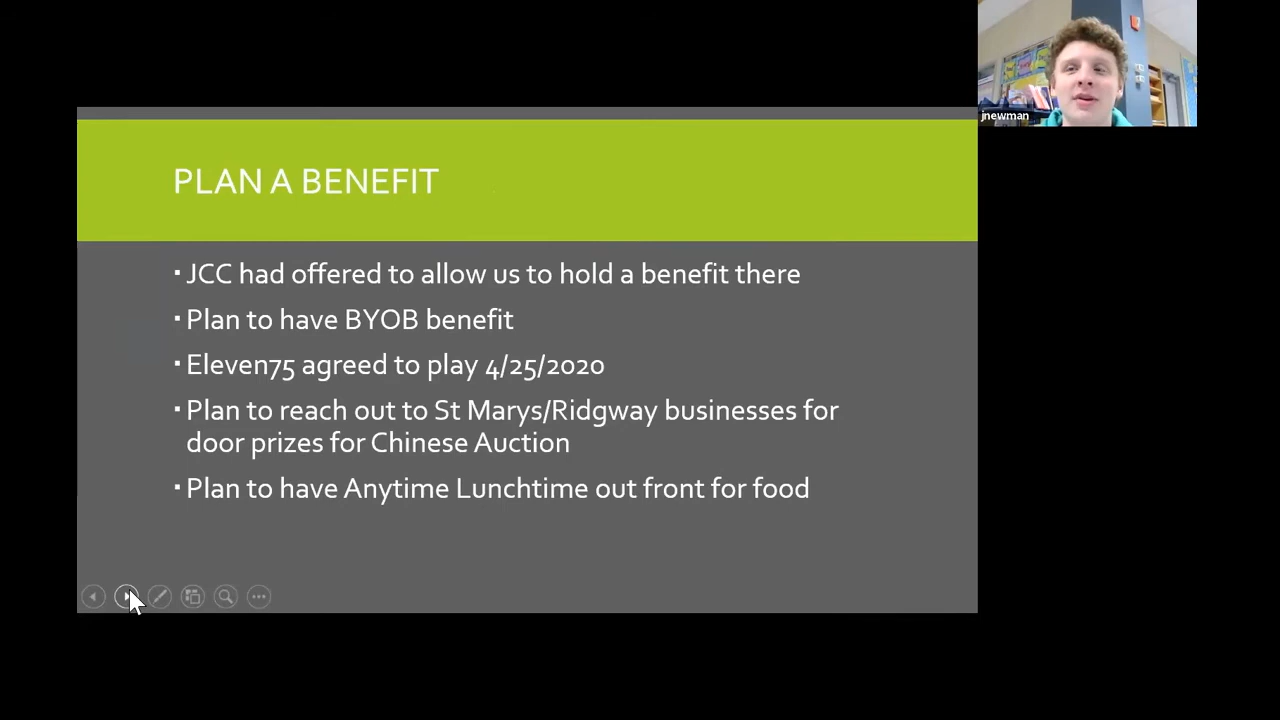 jnewman
PLAN A BENEFIT
▪ JCC had offered to allow us to hold a benefit there
▪ Plan to have BYOB benefit
▪ Eleven75 agreed to play 4/25/2020
▪ Plan to reach out to St Marys/Ridgway businesses for
door prizes for Chinese Auction
▪ Plan to have Anytime Lunchtime out front for food